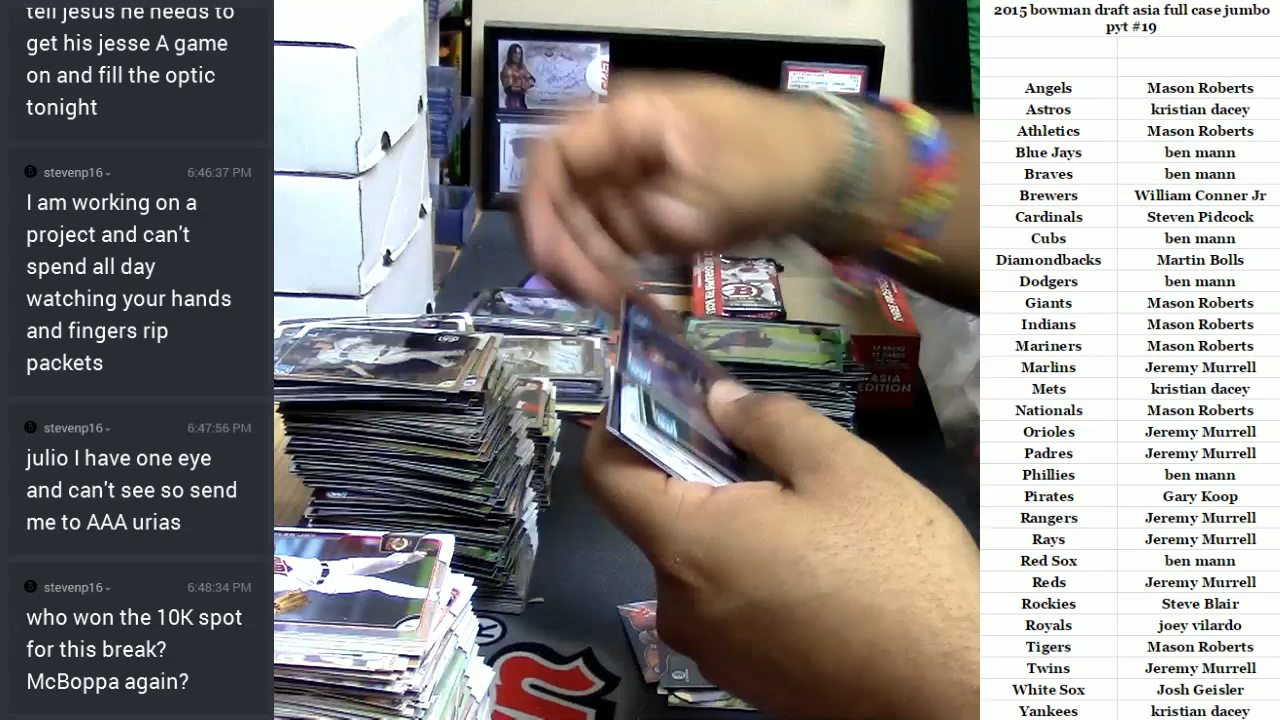 tell jesus he needs to
get his jesse A game
on and fill the optic
tonight
stevenp16 6:46:37 PM
I am working on a
project and can't
spend all day
watching your hands
and fingers rip
packets
stevenp16 6:47:56 PM
julio I have one eye
and can't see so send
me to AAA urias
stevenp16 6:48:34 PM
who won the 10K spot
for this break?
McBoppa again?
ASIA
EDITION
2015 bowman draft asia full case jumbo
pyt #19
Angels Mason Roberts
Astros kristian dacey
Athletics Mason Roberts
Blue Jays ben mann
Braves ben mann
Brewers William Conner Jr
Cardinals Steven Pidcock
Cubs ben mann
Diamondbacks Martin Bolls
Dodgers ben mann
Giants Mason Roberts
Indians Mason Roberts
Mariners Mason Roberts
Marlins Jeremy Murrell
Mets kristian dacey
Nationals Mason Roberts
Orioles Jeremy Murrell
Padres Jeremy Murrell
Phillies ben mann
Pirates Gary Koop
Rangers Jeremy Murrell
Rays Jeremy Murrell
Red Sox ben mann
Reds Jeremy Murrell
Rockies Steve Blair
Royals joey vilardo
Tigers Mason Roberts
Twins Jeremy Murrell
White Sox Josh Geisler
Yankees kristian dacey